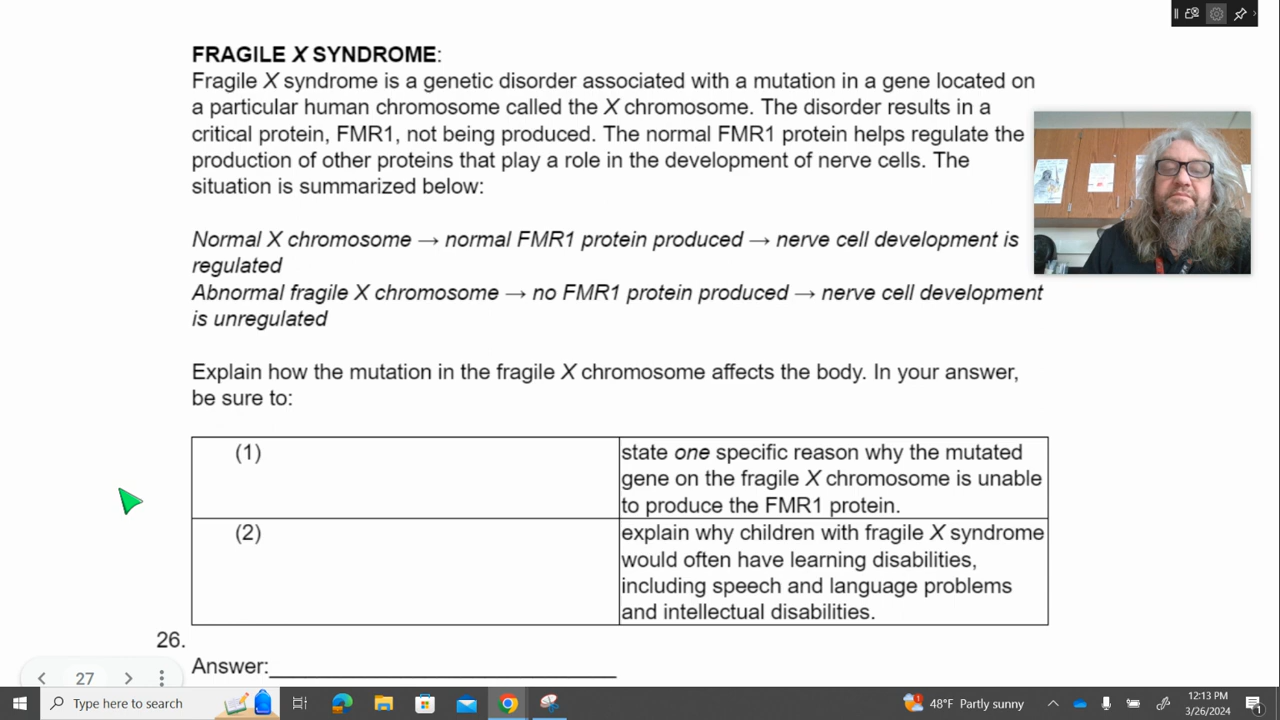 FRAGILE X SYNDROME:
Fragile X syndrome is a genetic disorder associated with a mutation in a gene located on
a particular human chromosome called the X chromosome. The disorder results in a
critical protein, FMR1, not being produced. The normal FMR1 protein helps regulate the
production of other proteins that play a role in the development of nerve cells. The
situation is summarized below:
Normal X chromosome → normal FMR1 protein produced → nerve cell development is
regulated
Abnormal fragile X chromosome → no FMR1 protein produced → nerve cell development
is unregulated
Explain how the mutation in the fragile X chromosome affects the body. In your answer,
be sure to:
(1)
state one specific reason why the mutated
gene on the fragile X chromosome is unable
to produce the FMR1 protein.
(2)
explain why children with fragile X syndrome
would often have learning disabilities,
including speech and language problems
and intellectual disabilities.
26.
Answer:
27
Type here to search
48°F Partly sunny
12:13 PM
3/26/2024
1